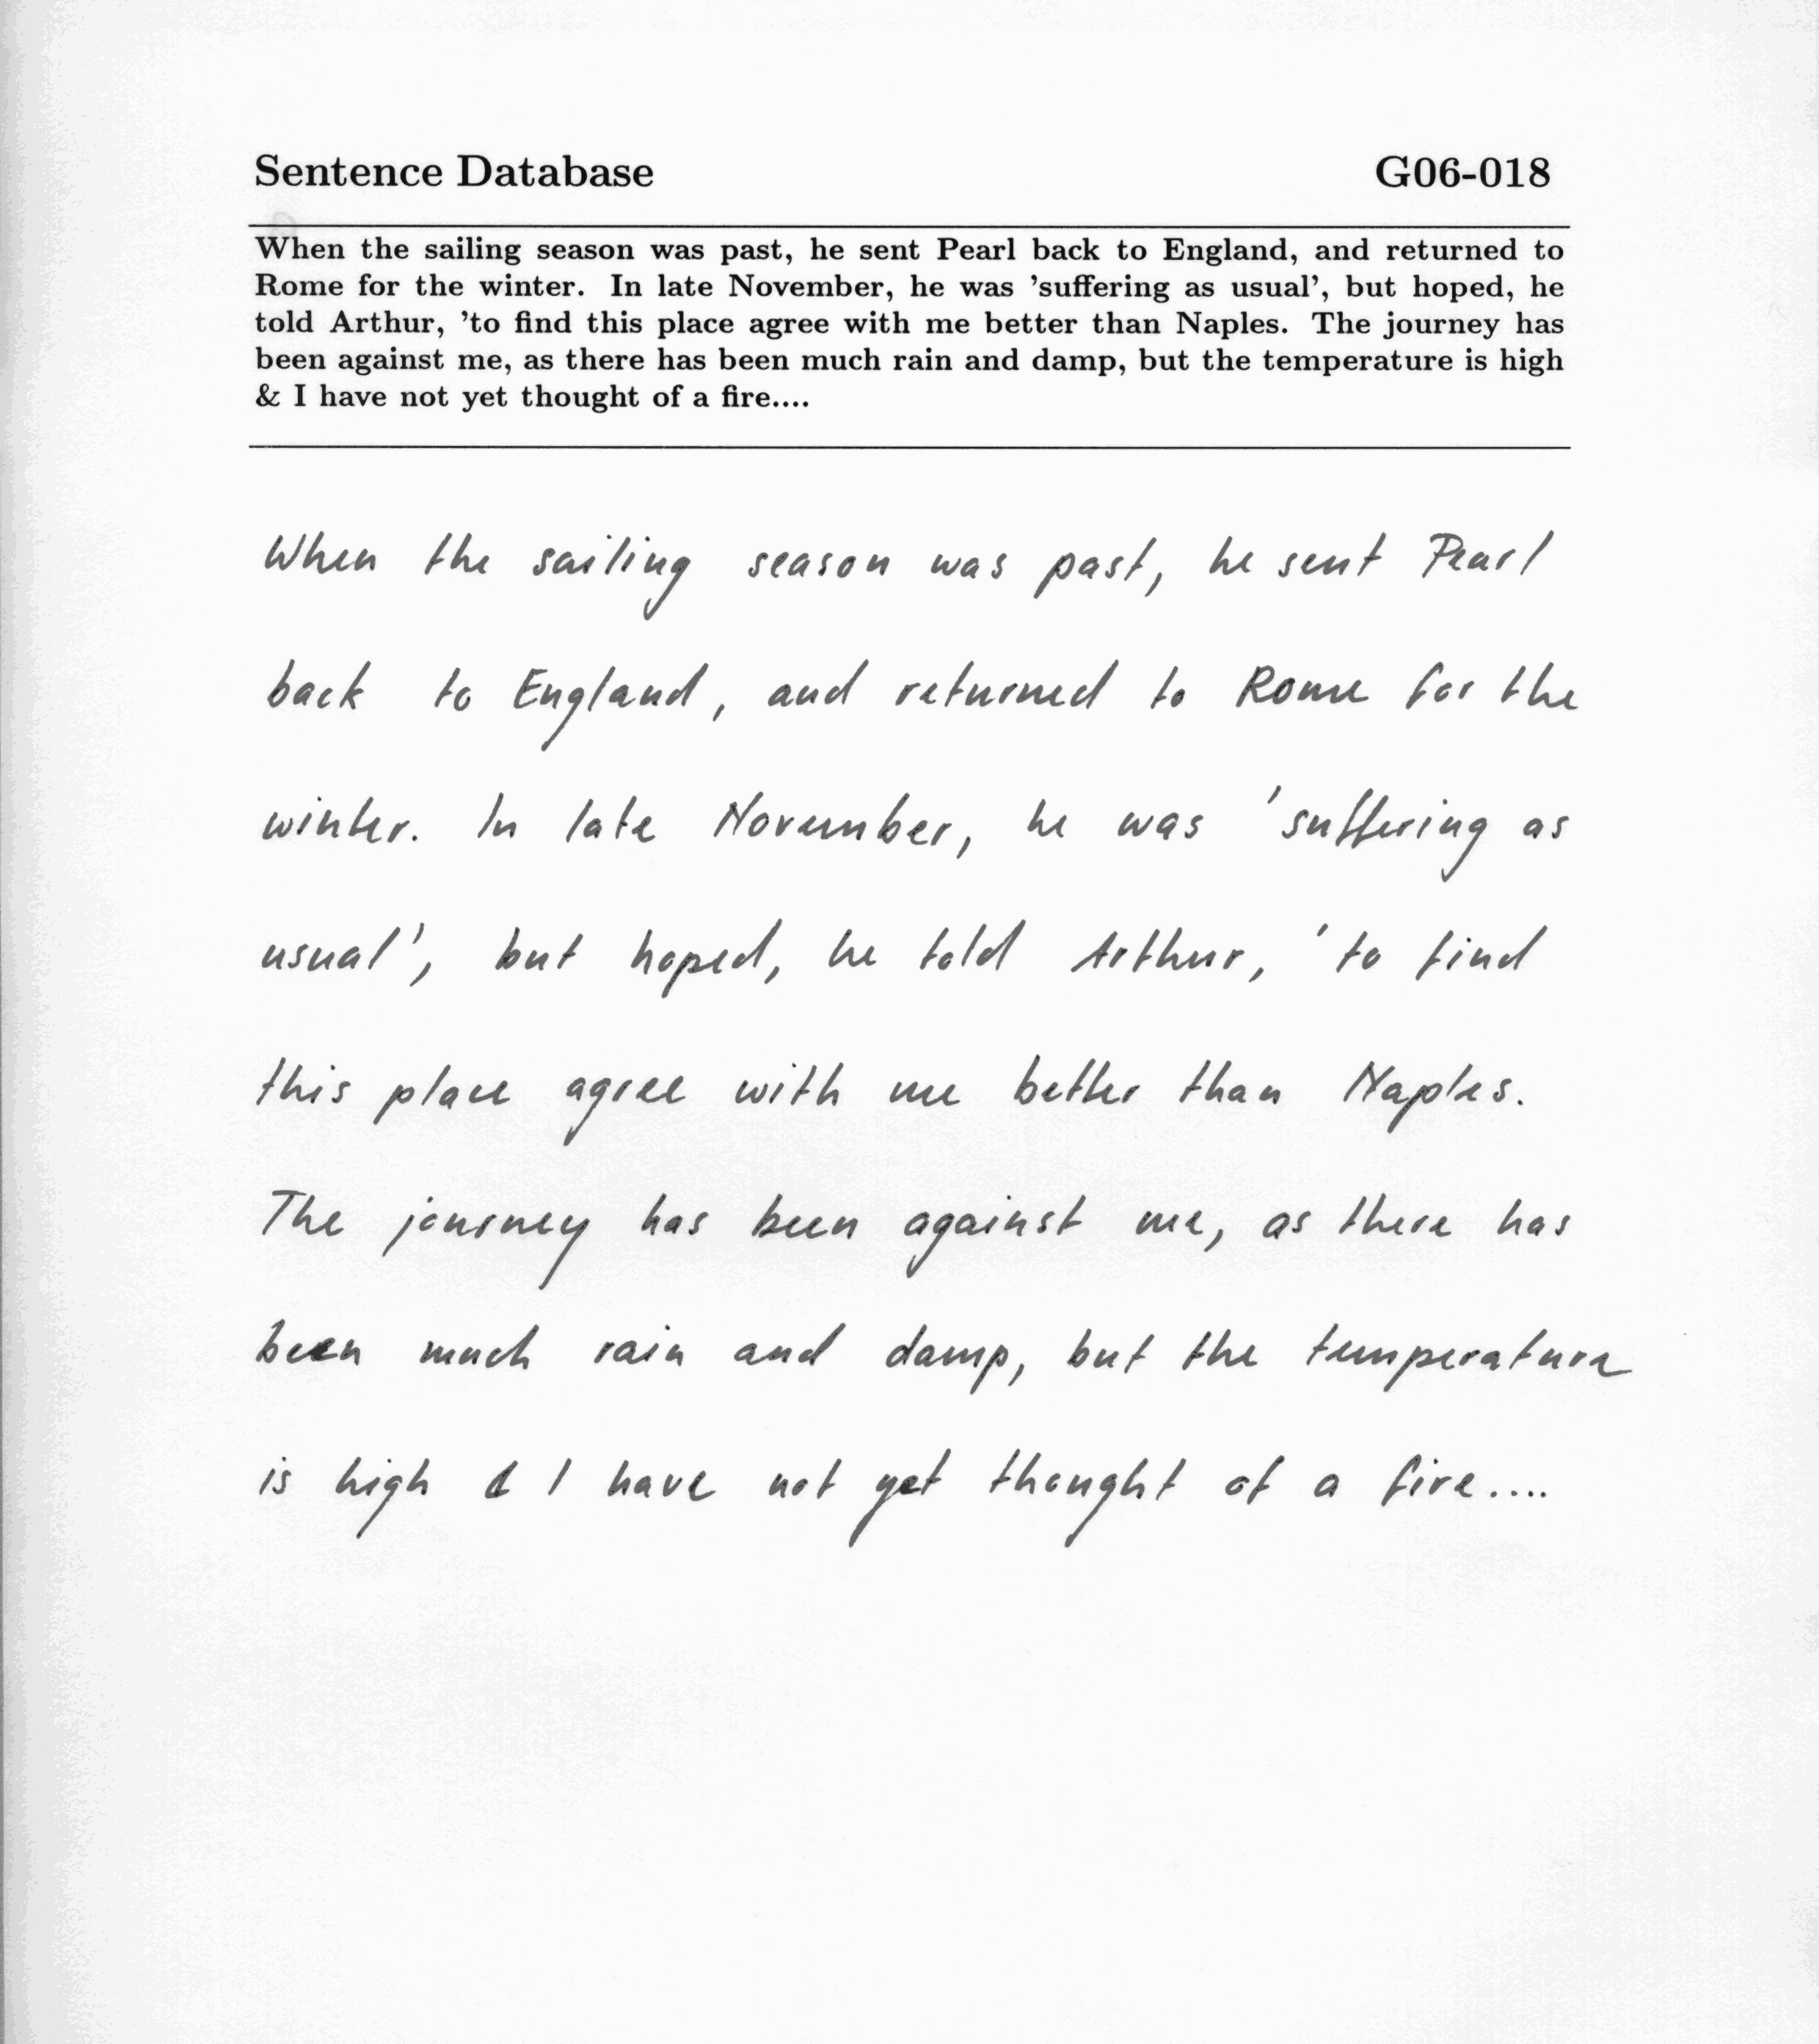 Sentence Database G06-018
When the sailing season was past, he sent Pearl back to England, and returned to
Rome for the winter. In late November, he was 'suffering as usual', but hoped, he
told Arthur, 'to find this place agree with me better than Naples. The journey has
been against me, as there has been much rain and damp, but the temperature is high
& I have not yet thought of a fire....
When the sailing season was past, he sent Pearl
back to England, and returned to Rome for the
winter. In late November, he was 'suffering as
usual', but hoped, he told Arthur, 'to find
this place agree with me better than Naples.
The journey has been against me, as there has
been much rain and damp, but the temperature
is high & I have not yet thought of a fire....